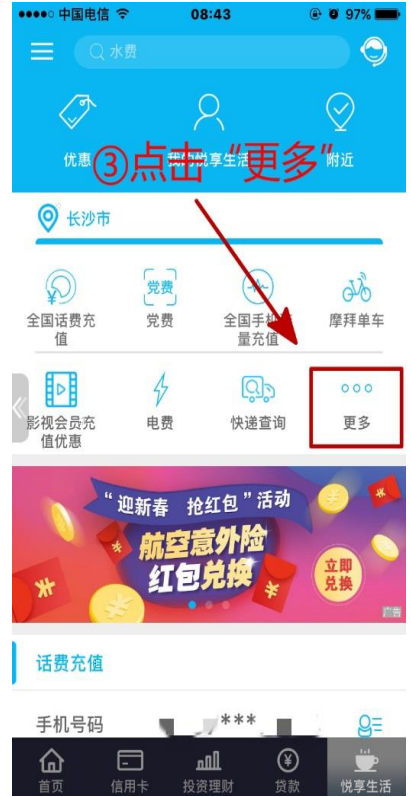 中国电信 08:43 97%
水费
优惠 我的悦享生活 附近
③点击“更多”
长沙市
党费
全国话费充值 党费 全国手机流量充值 摩拜单车
影视会员充值优惠 电费 快递查询 更多
“迎新春 抢红包”活动
航空意外险
红包兑换
立即
兑换
广告
话费充值
手机号码 ***
首页 信用卡 投资理财 贷款 悦享生活